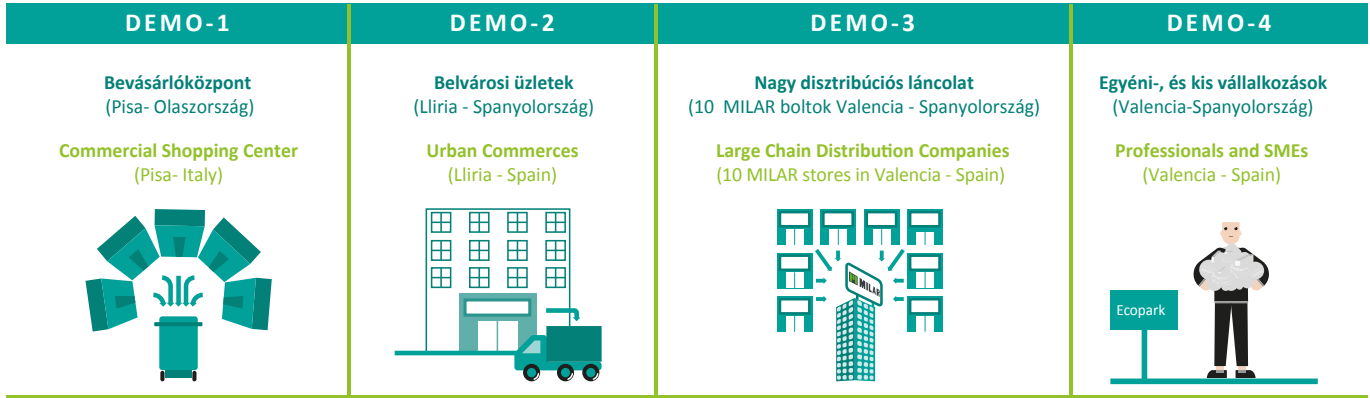 DEMO-1
Bevásárlóközpont
(Pisa- Olaszország)
Commercial Shopping Center
(Pisa- Italy)
DEMO-2
Belvárosi üzletek
(Lliria - Spanyolország)
Urban Commerces
(Lliria - Spain)
DEMO-3
Nagy disztribúciós láncolat
(10 MILAR boltok Valencia - Spanyolország)
Large Chain Distribution Companies
(10 MILAR stores in Valencia - Spain)
MILAR
DEMO-4
Egyéni-, és kis vállalkozások
(Valencia-Spanyolország)
Professionals and SMEs
(Valencia - Spain)
Ecopark